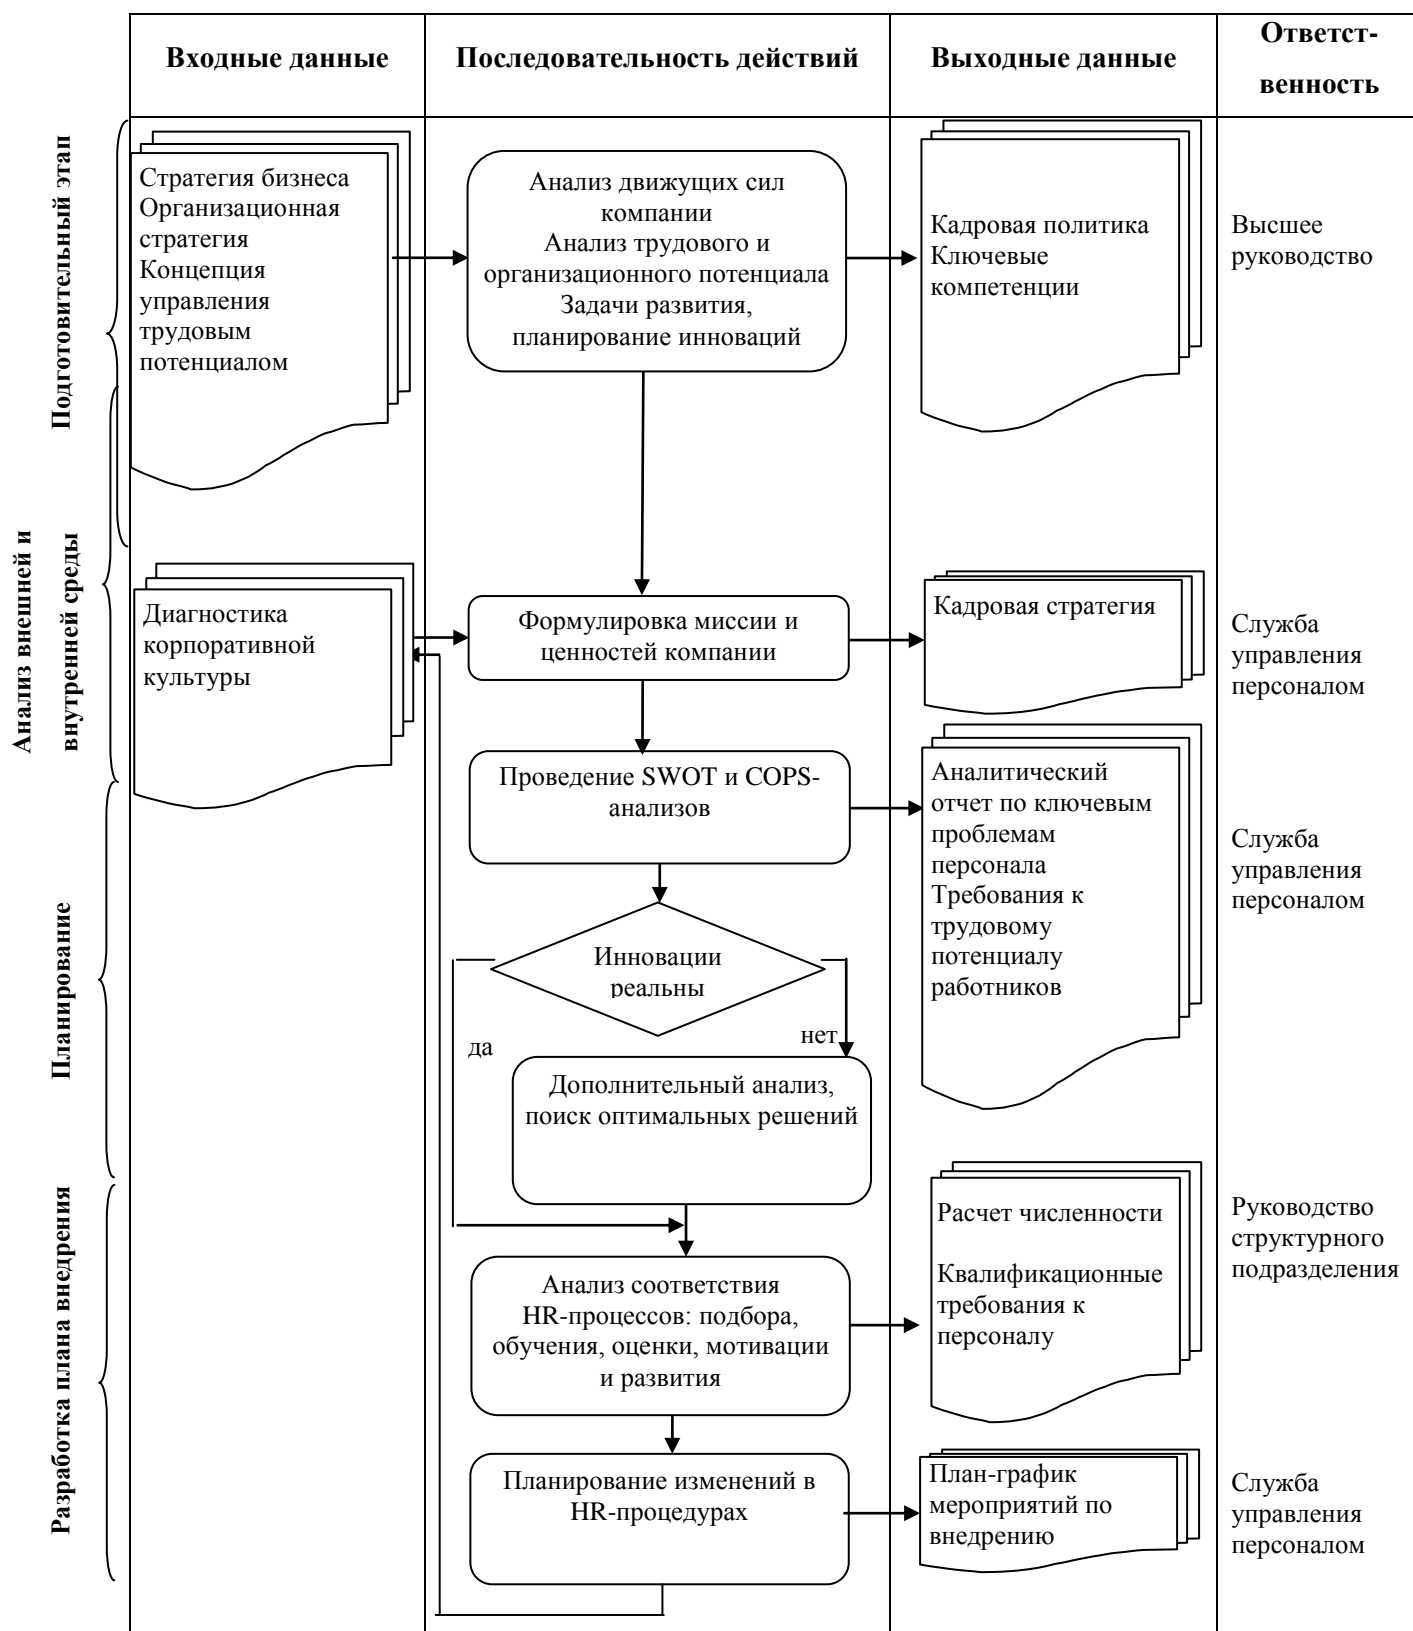 Входные данные
Последовательность действий
Выходные данные
Ответст-
венность
Подготовительный этап
Стратегия бизнеса
Организационная
стратегия
Концепция
управления
трудовым
потенциалом
Анализ движущих сил
компании
Анализ трудового и
организационного потенциала
Задачи развития,
планирование инноваций
Кадровая политика
Ключевые
компетенции
Высшее
руководство
Анализ внешней и
внутренней среды
Диагностика
корпоративной
культуры
Формулировка миссии и
ценностей компании
Кадровая стратегия
Служба
управления
персоналом
Проведение SWOT и COPS-
анализов
Аналитический
отчет по ключевым
проблемам
персонала
Требования к
трудовому
потенциалу
работников
Служба
управления
персоналом
Планирование
Инновации
реальны
да
нет
Дополнительный анализ,
поиск оптимальных решений
Разработка плана внедрения
Анализ соответствия
HR-процессов: подбора,
обучения, оценки, мотивации
и развития
Расчет численности
Квалификационные
требования к
персоналу
Руководство
структурного
подразделения
Планирование изменений в
HR-процедурах
План-график
мероприятий по
внедрению
Служба
управления
персоналом